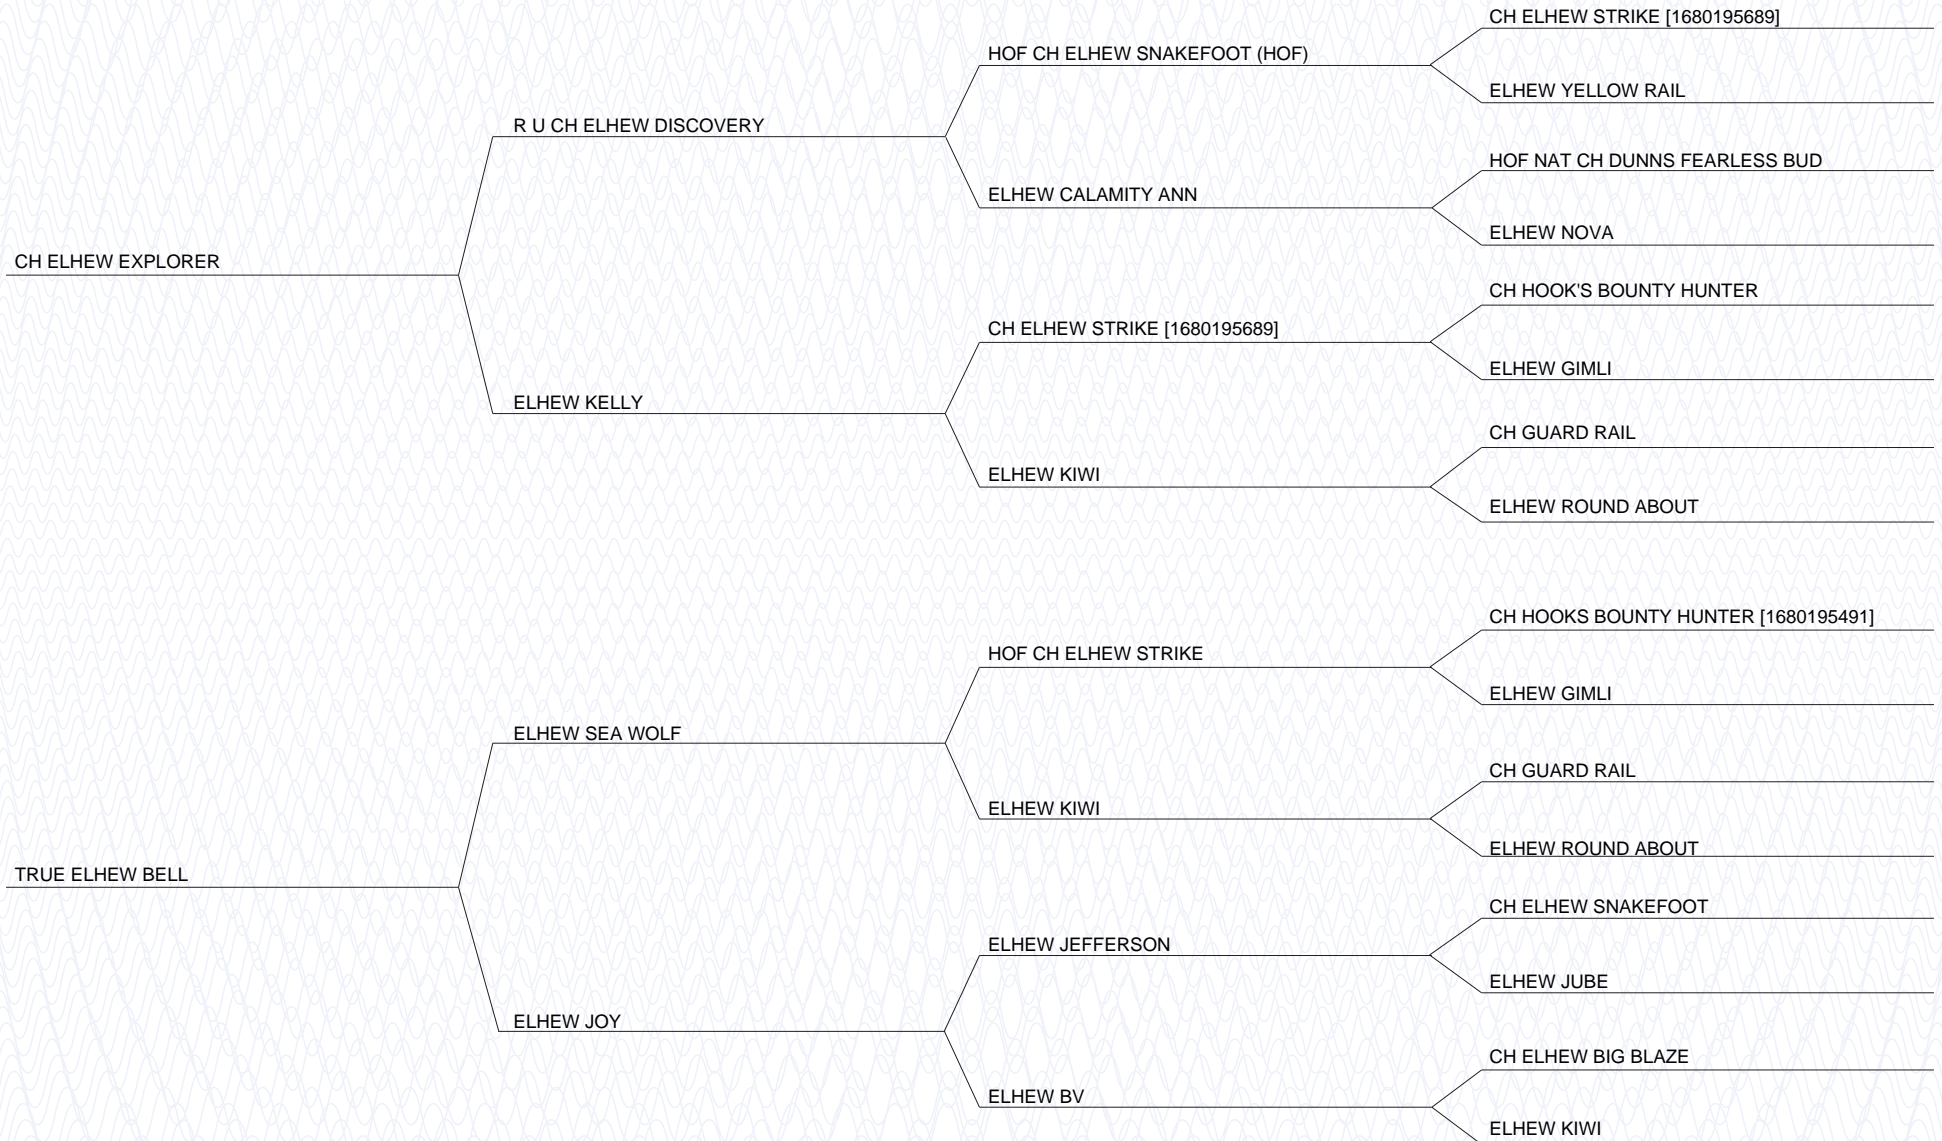 CH ELHEW STRIKE [1680195689]
HOF CH ELHEW SNAKEFOOT (HOF)
ELHEW YELLOW RAIL
R U CH ELHEW DISCOVERY
HOF NAT CH DUNNS FEARLESS BUD
ELHEW CALAMITY ANN
ELHEW NOVA
CH ELHEW EXPLORER
CH HOOK'S BOUNTY HUNTER
CH ELHEW STRIKE [1680195689]
ELHEW GIMLI
ELHEW KELLY
CH GUARD RAIL
ELHEW KIWI
ELHEW ROUND ABOUT
CH HOOKS BOUNTY HUNTER [1680195491]
HOF CH ELHEW STRIKE
ELHEW GIMLI
ELHEW SEA WOLF
CH GUARD RAIL
ELHEW KIWI
ELHEW ROUND ABOUT
TRUE ELHEW BELL
CH ELHEW SNAKEFOOT
ELHEW JEFFERSON
ELHEW JUBE
ELHEW JOY
CH ELHEW BIG BLAZE
ELHEW BV
ELHEW KIWI